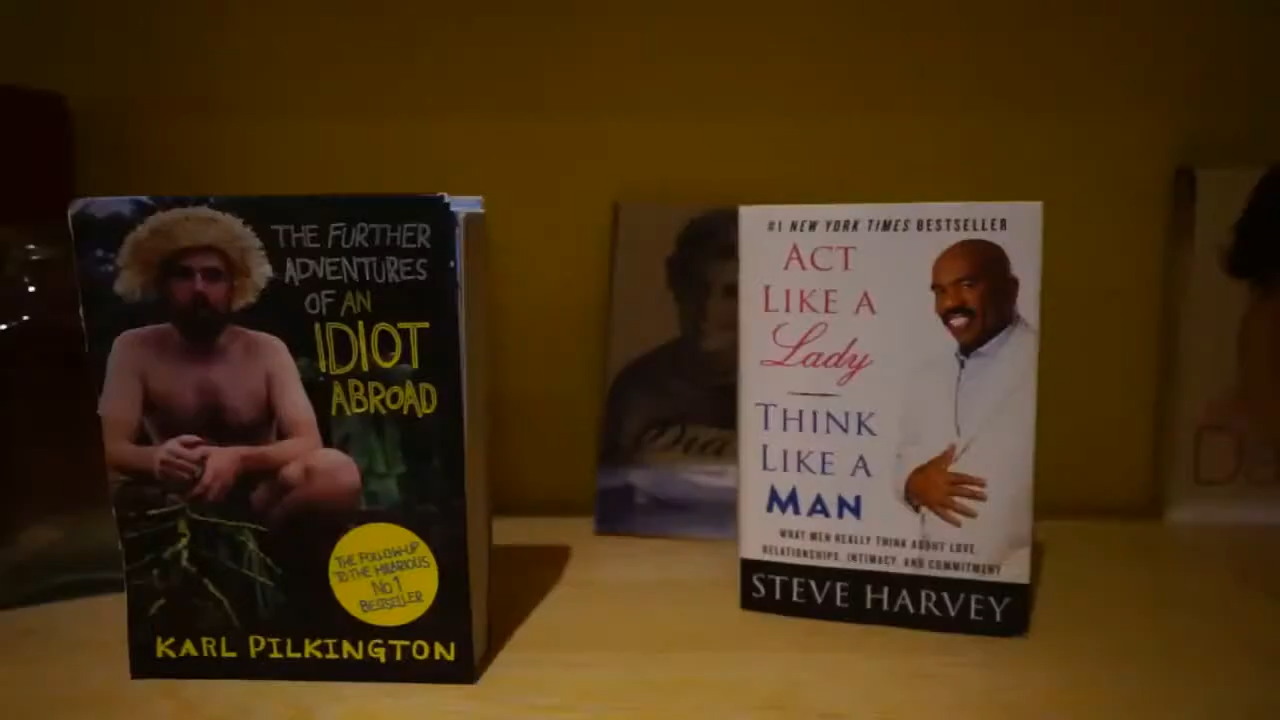 THE FURTHER
ADVENTURES
OF AN
IDIOT
ABROAD
THE FOLLOW-UP
TO THE HILARIOUS
No 1
BESTSELLER
KARL PILKINGTON
#1 NEW YORK TIMES BESTSELLER
ACT
LIKE A
Lady
THINK
LIKE A
MAN
WHAT MEN REALLY THINK ABOUT LOVE,
RELATIONSHIPS, INTIMACY, AND COMMITMENT
STEVE HARVEY